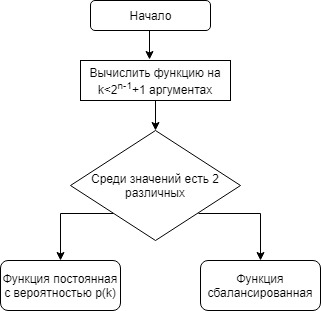 Начало
Вычислить функцию на
k<2ⁿ⁻¹+1 аргументах
Среди значений есть 2
различных
Функция постоянная
с вероятностью p(k)
Функция
сбалансированная